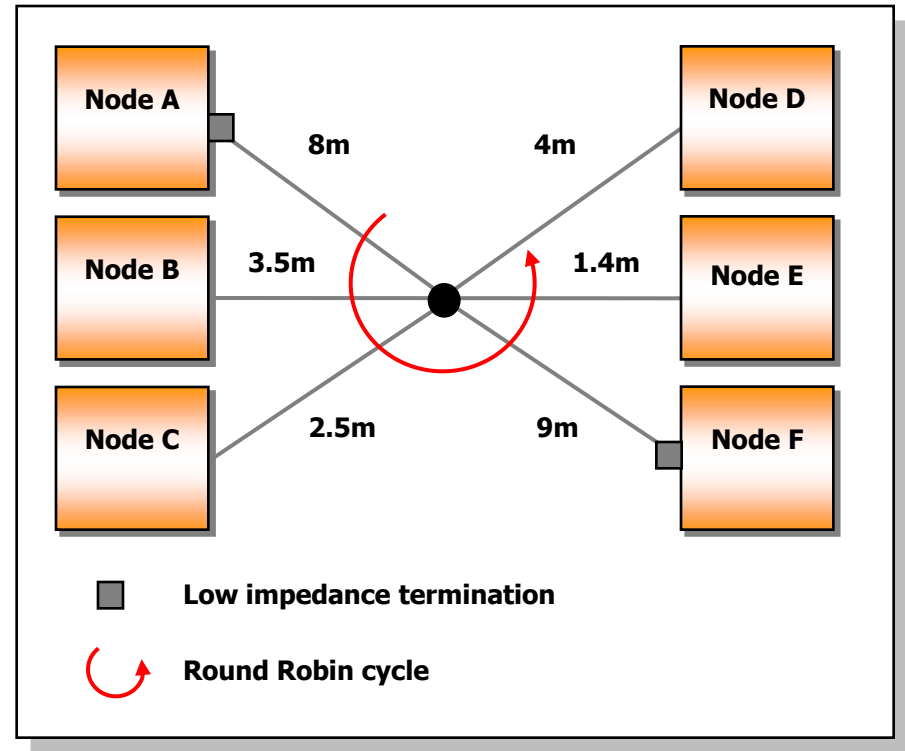 Node A
Node D
8m
4m
Node B
3.5m
1.4m
Node E
Node C
2.5m
9m
Node F
Low impedance termination
Round Robin cycle